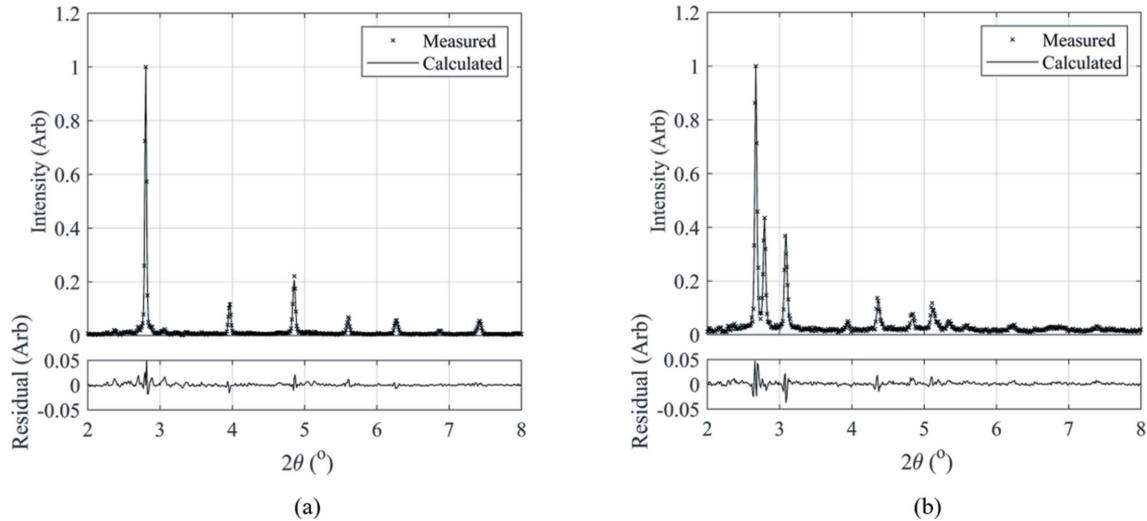 1.2
1
0.8
0.6
0.4
0.2
0
Intensity (Arb)
Measured
Calculated
0.05
0
-0.05
Residual (Arb)
2 3 4 5 6 7 8
2θ (o)
(a)
1.2
1
0.8
0.6
0.4
0.2
0
Intensity (Arb)
Measured
Calculated
0.05
0
-0.05
Residual (Arb)
2 3 4 5 6 7 8
2θ (o)
(b)